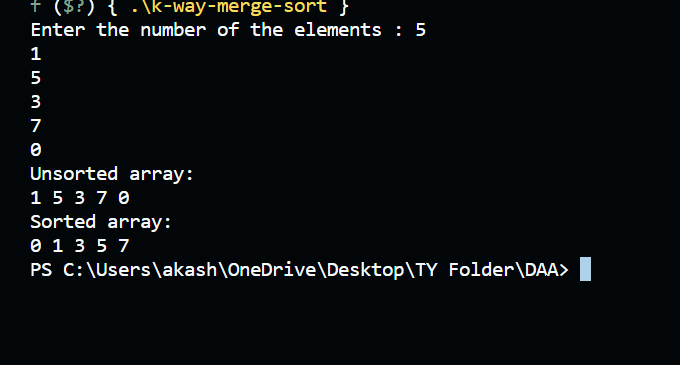 f ($?) { .\k-way-merge-sort }
Enter the number of the elements : 5
1
5
3
7
0
Unsorted array:
1 5 3 7 0
Sorted array:
0 1 3 5 7
PS C:\Users\akash\OneDrive\Desktop\TY Folder\DAA>